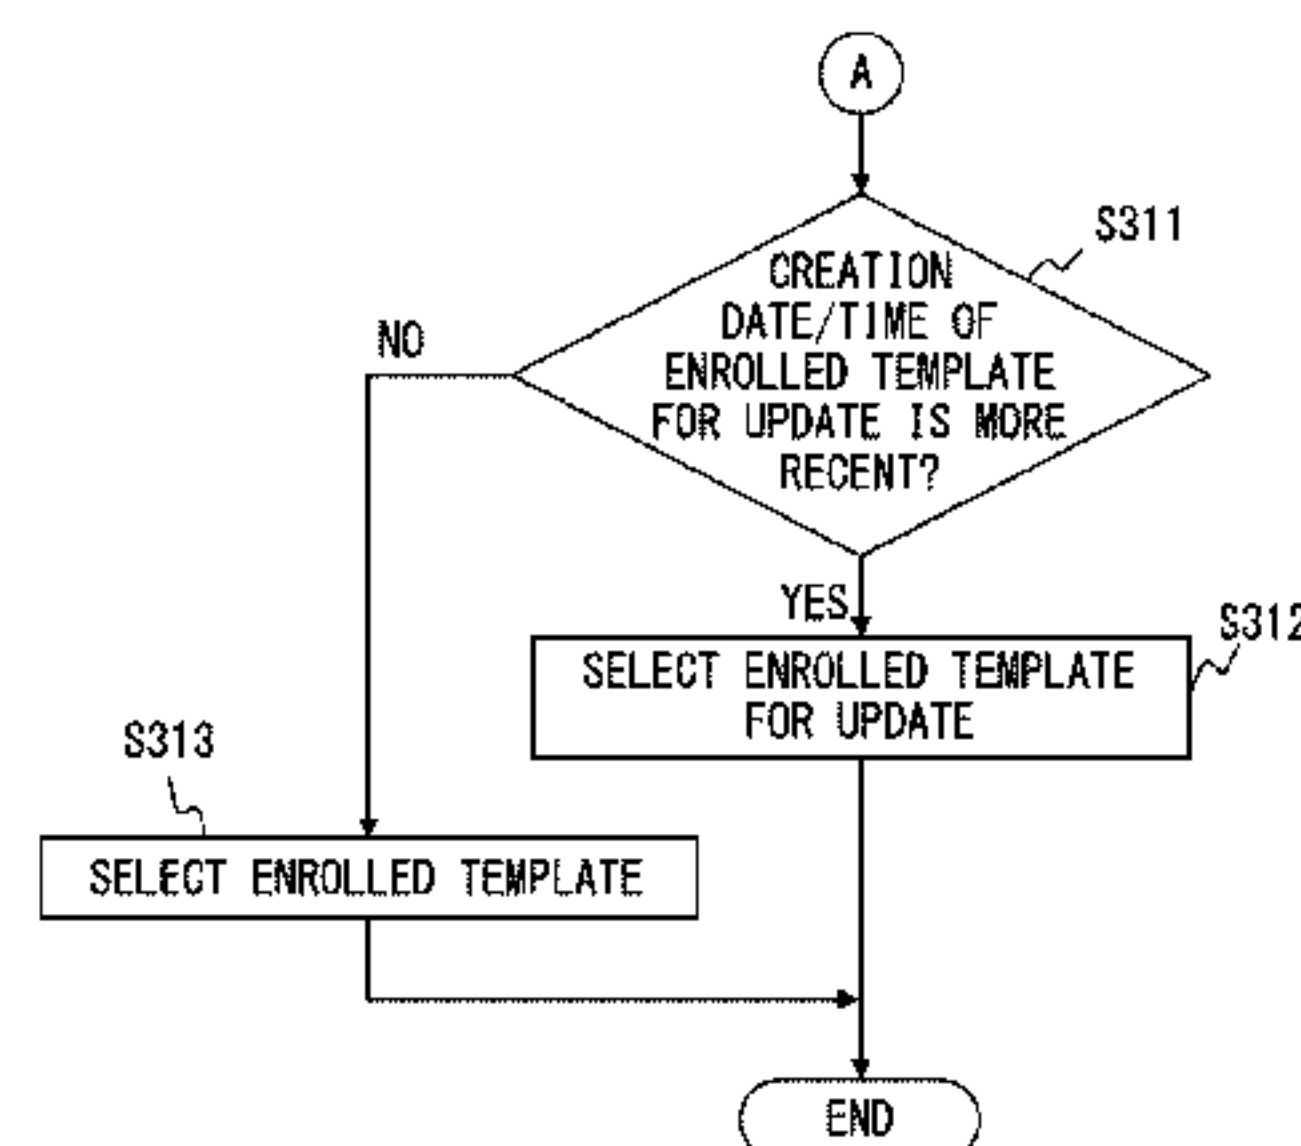 A
S311
CREATION
DATE/TIME OF
ENROLLED TEMPLATE
FOR UPDATE IS MORE
RECENT?
NO
YES
S312
SELECT ENROLLED TEMPLATE
FOR UPDATE
S313
SELECT ENROLLED TEMPLATE
END